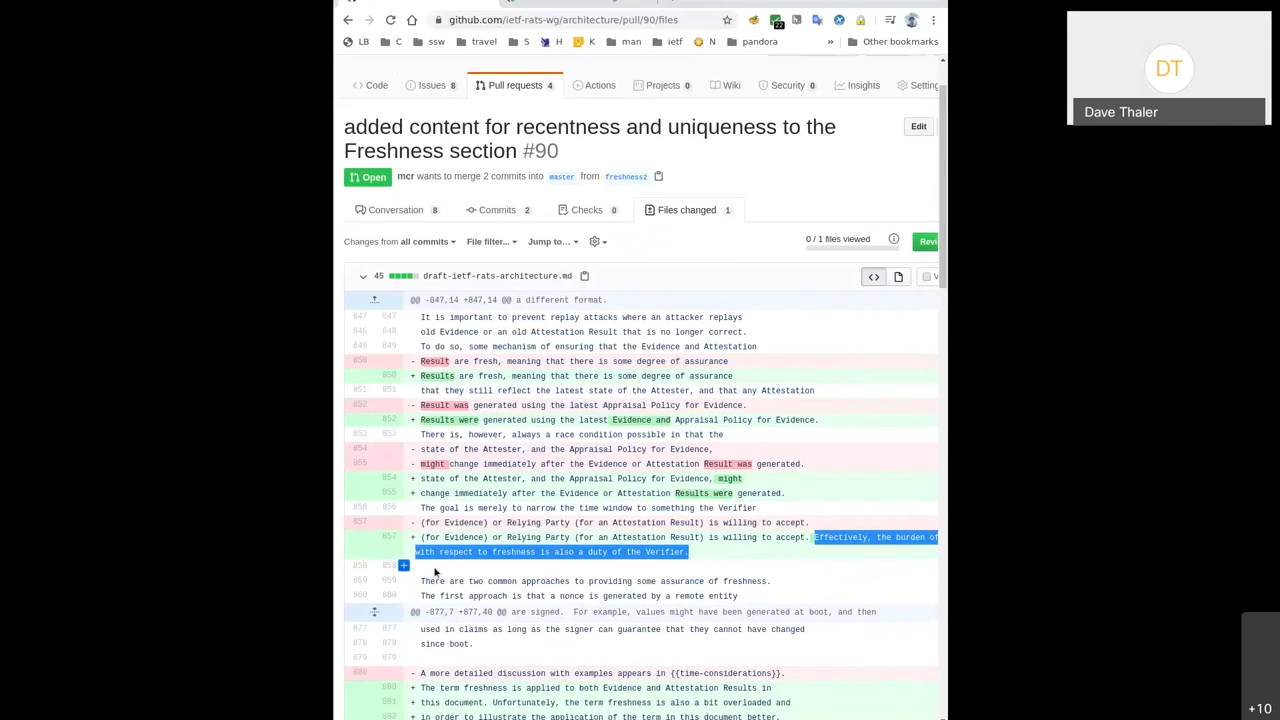 github.com/ietf-rats-wg/architecture/pull/90/files
22
LB
C
ssw
travel
S
H
K
man
ietf
N
pandora
»
Other bookmarks
Code
Issues 8
Pull requests 4
Actions
Projects 0
Wiki
Security 0
Insights
Setting
added content for recentness and uniqueness to the
Freshness section #90
Edit
Open
mcr wants to merge 2 commits into master from freshness2
Conversation 8
Commits 2
Checks 0
Files changed 1
Changes from all commits
File filter...
Jump to...
0 / 1 files viewed
Revi
45 draft-ietf-rats-architecture.md
V
@@ -847,14 +847,14 @@ a different format.
847 847 It is important to prevent replay attacks where an attacker replays
848 848 old Evidence or an old Attestation Result that is no longer correct.
849 849 To do so, some mechanism of ensuring that the Evidence and Attestation
850 - Result are fresh, meaning that there is some degree of assurance
850 + Results are fresh, meaning that there is some degree of assurance
851 851 that they still reflect the latest state of the Attester, and that any Attestation
852 - Result was generated using the latest Appraisal Policy for Evidence.
852 + Results were generated using the latest Evidence and Appraisal Policy for Evidence.
853 853 There is, however, always a race condition possible in that the
854 - state of the Attester, and the Appraisal Policy for Evidence,
855 - might change immediately after the Evidence or Attestation Result was generated.
854 + state of the Attester, and the Appraisal Policy for Evidence, might
855 + change immediately after the Evidence or Attestation Results were generated.
856 856 The goal is merely to narrow the time window to something the Verifier
857 - (for Evidence) or Relying Party (for an Attestation Result) is willing to accept.
857 + (for Evidence) or Relying Party (for an Attestation Result) is willing to accept. Effectively, the burden of
with respect to freshness is also a duty of the Verifier.
858 858
859 859 There are two common approaches to providing some assurance of freshness.
860 860 The first approach is that a nonce is generated by a remote entity
@@ -877,7 +877,40 @@ are signed. For example, values might have been generated at boot, and then
877 877 used in claims as long as the signer can guarantee that they cannot have changed
878 878 since boot.
879 879
880 - A more detailed discussion with examples appears in {{time-considerations}}.
880 + The term freshness is applied to both Evidence and Attestation Results in
881 + this document. Unfortunately, the term freshness is also a bit overloaded and
882 + in order to illustrate the application of the term in this document better,
DT
Dave Thaler
+10